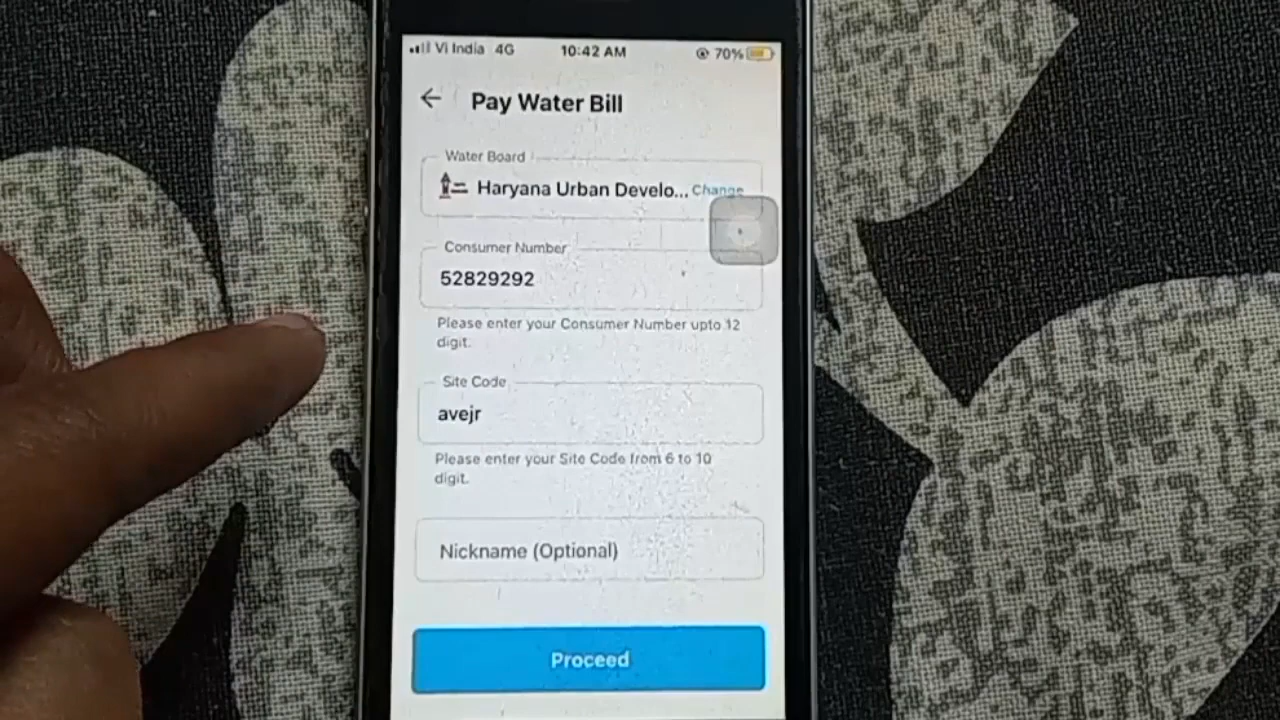 Vi India 4G 10:42 AM 70%
Pay Water Bill
Water Board
Haryana Urban Develo... Change
Consumer Number
52829292
Please enter your Consumer Number upto 12
digit.
Site Code
avejr
Please enter your Site Code from 6 to 10
digit.
Nickname (Optional)
Proceed